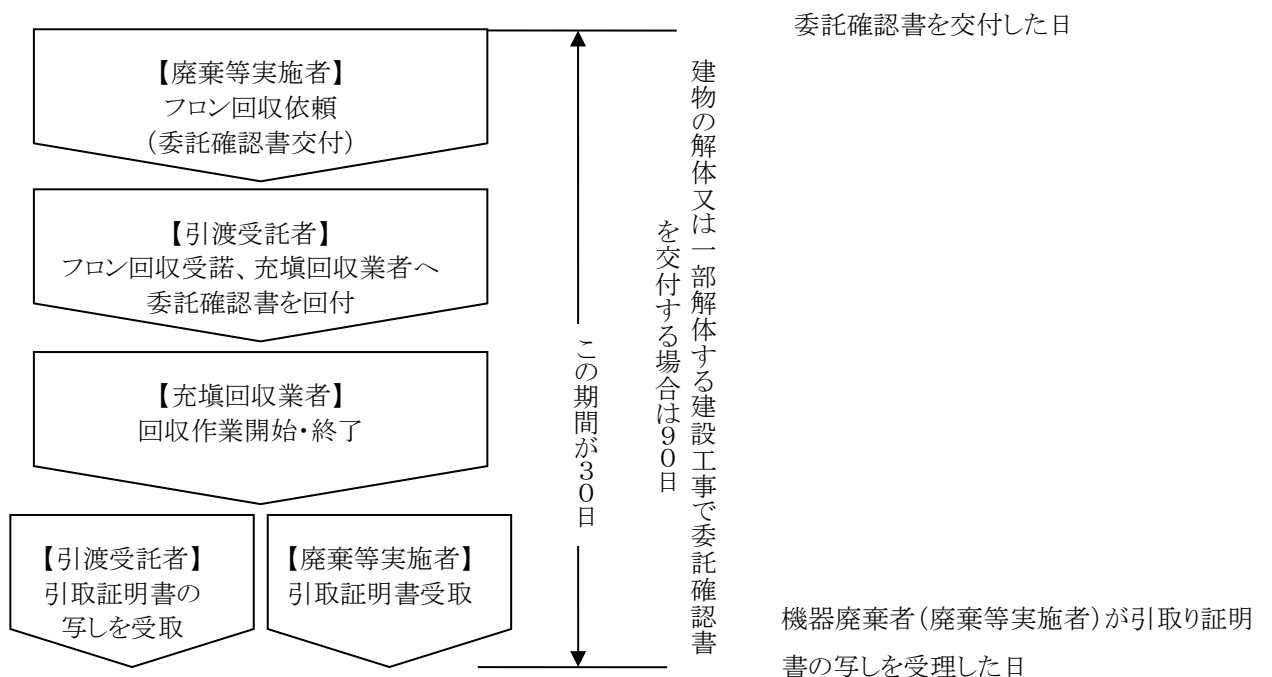 委託確認書を交付した日
【廃棄等実施者】
フロン回収依頼
(委託確認書交付)
【引渡受託者】
フロン回収受諾、充塡回収業者へ
委託確認書を回付
【充塡回収業者】
回収作業開始・終了
【引渡受託者】
引取証明書の
写しを受取
【廃棄等実施者】
引取証明書受取
この期間が30日
建物の解体又は一部解体する建設工事で委託確認書
を交付する場合は90日
機器廃棄者(廃棄等実施者)が引取り証明
書の写しを受理した日